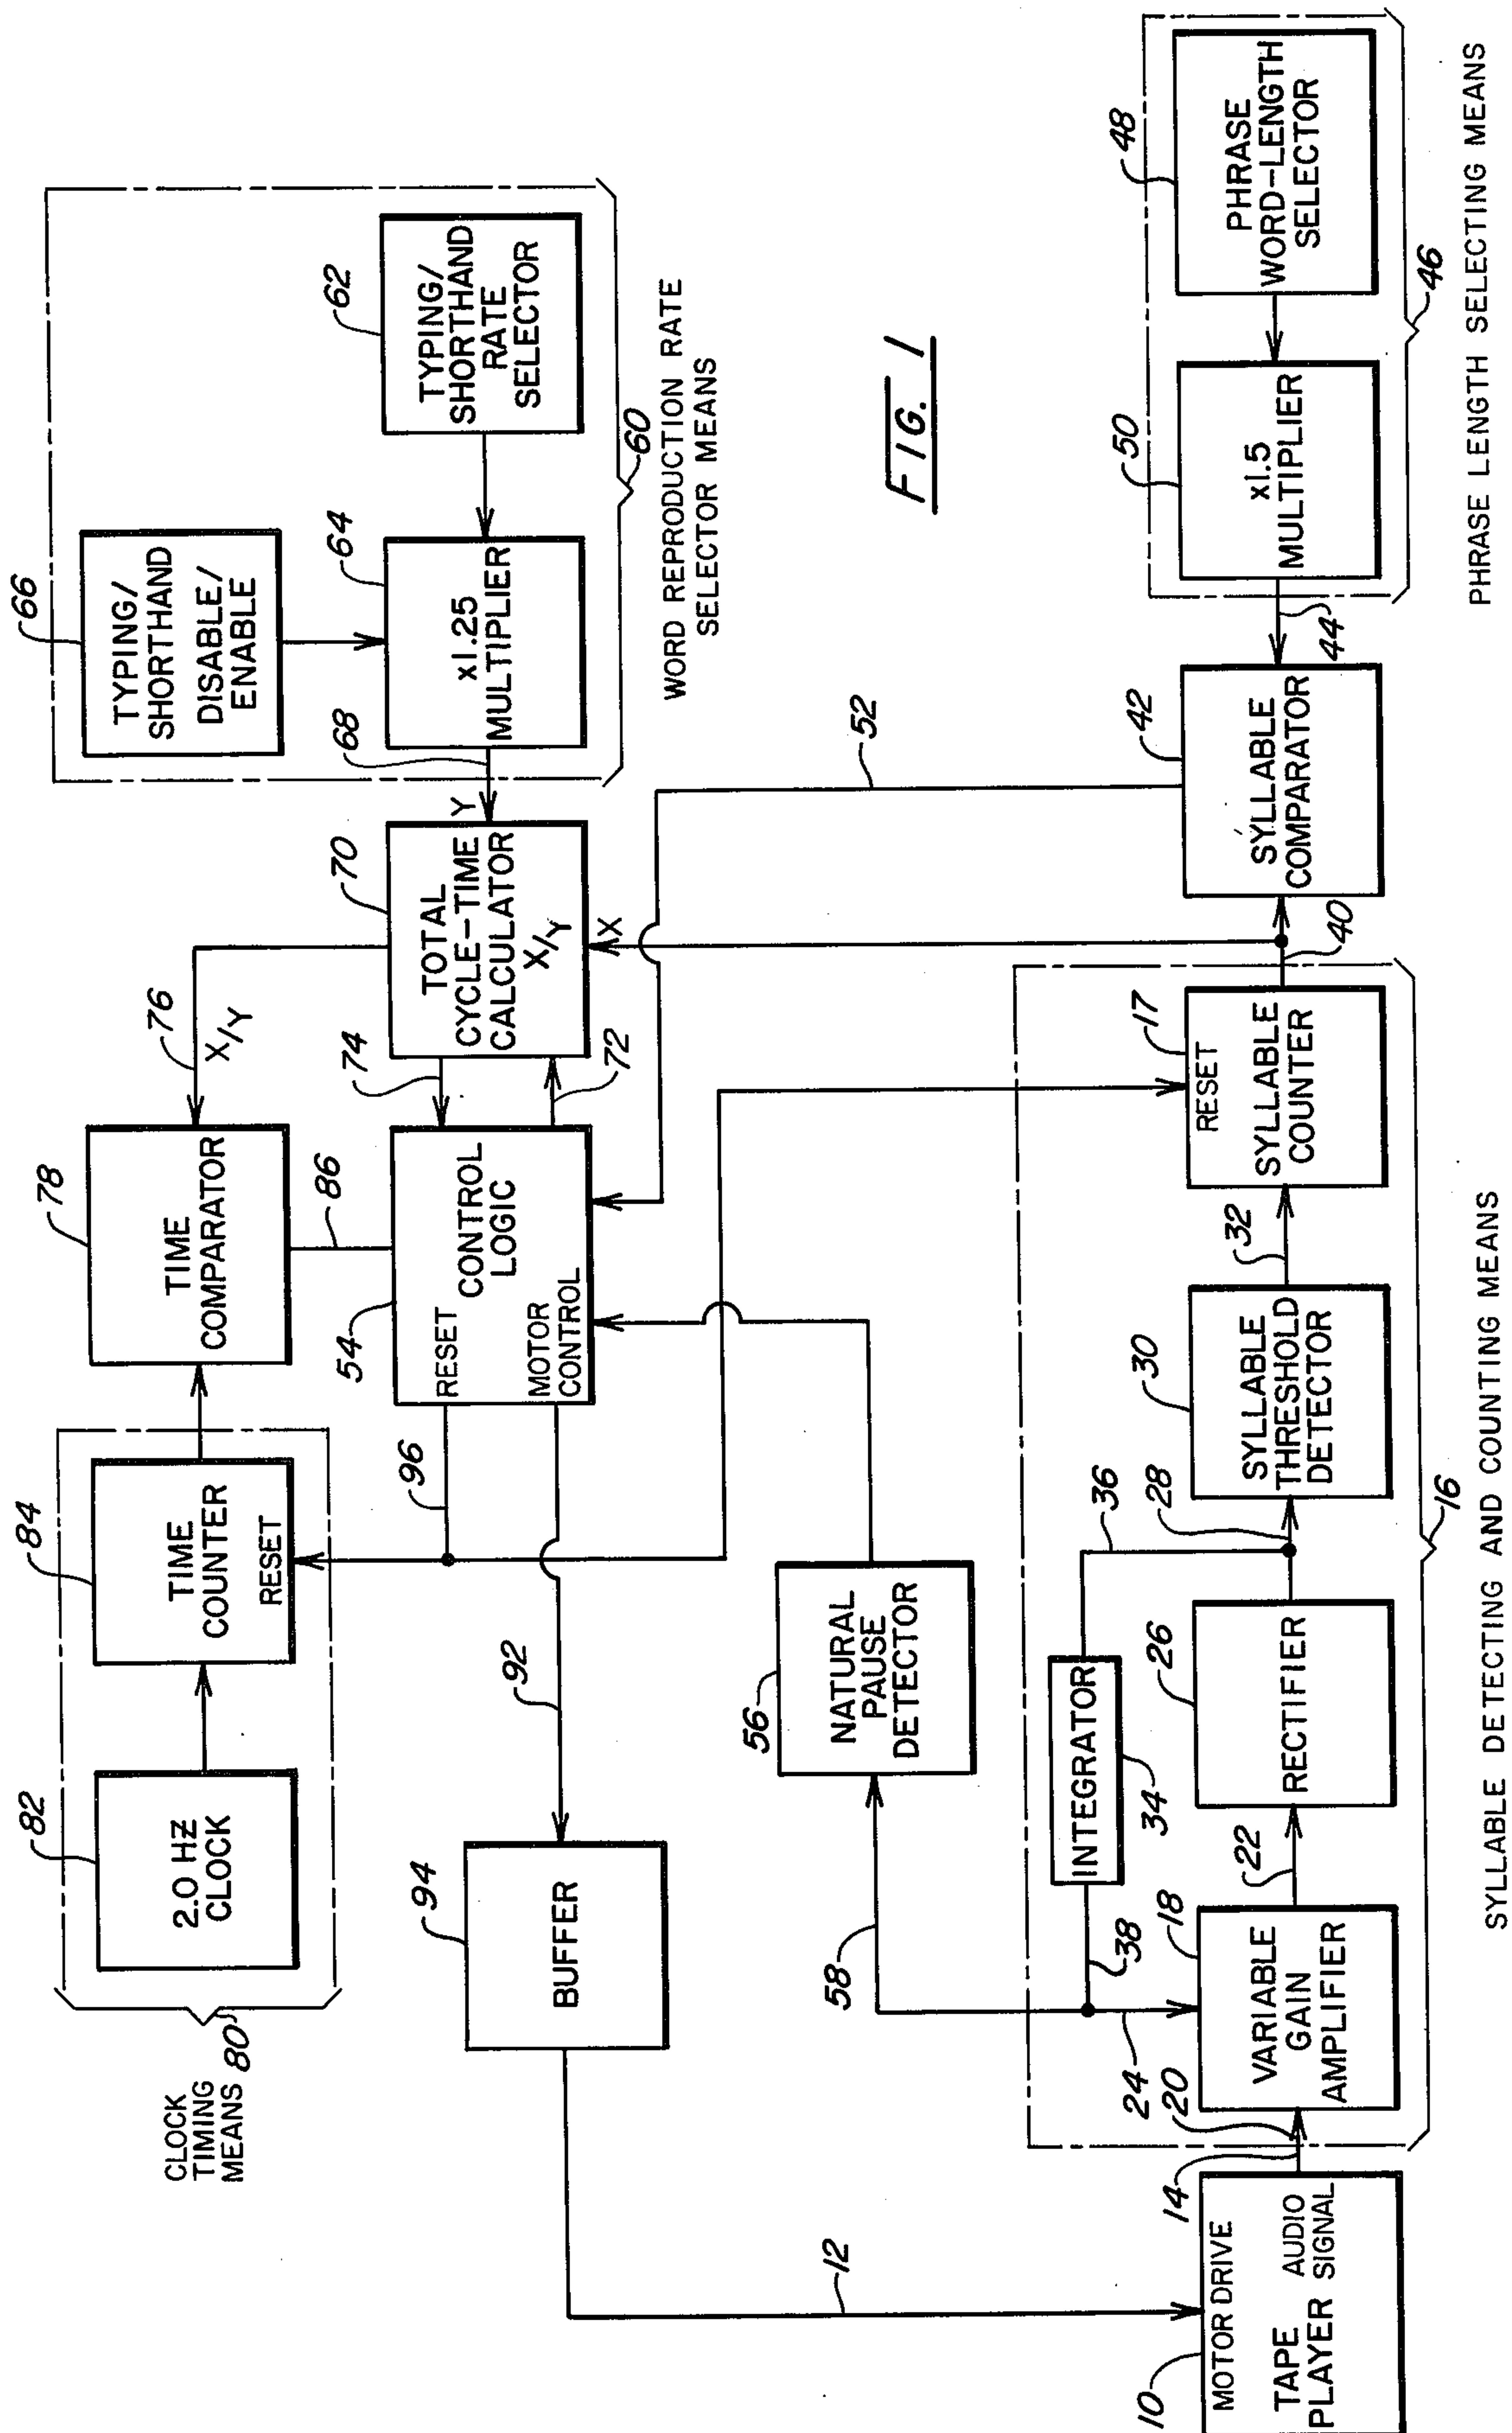 66
TYPING/
SHORTHAND
DISABLE/
ENABLE
62
TYPING/
SHORTHAND
RATE
SELECTOR
64
x1.25
MULTIPLIER
68
60
WORD REPRODUCTION RATE
SELECTOR MEANS
Y
70
TOTAL
CYCLE-TIME
CALCULATOR
X/Y
X
74
72
76
X/Y
78
TIME
COMPARATOR
86
54
CONTROL
LOGIC
RESET
MOTOR
CONTROL
84
TIME
COUNTER
RESET
82
2.0 HZ
CLOCK
CLOCK
TIMING
MEANS 80
96
92
94
BUFFER
12
56
NATURAL
PAUSE
DETECTOR
58
52
FIG. 1
10
MOTOR DRIVE
TAPE
PLAYER
AUDIO
SIGNAL
14
20
24
18
VARIABLE
GAIN
AMPLIFIER
22
38
INTEGRATOR
34
36
26
RECTIFIER
28
30
SYLLABLE
THRESHOLD
DETECTOR
32
17
RESET
SYLLABLE
COUNTER
16
SYLLABLE DETECTING AND COUNTING MEANS
40
42
SYLLABLE
COMPARATOR
44
50
x1.5
MULTIPLIER
48
PHRASE
WORD-LENGTH
SELECTOR
46
PHRASE LENGTH SELECTING MEANS